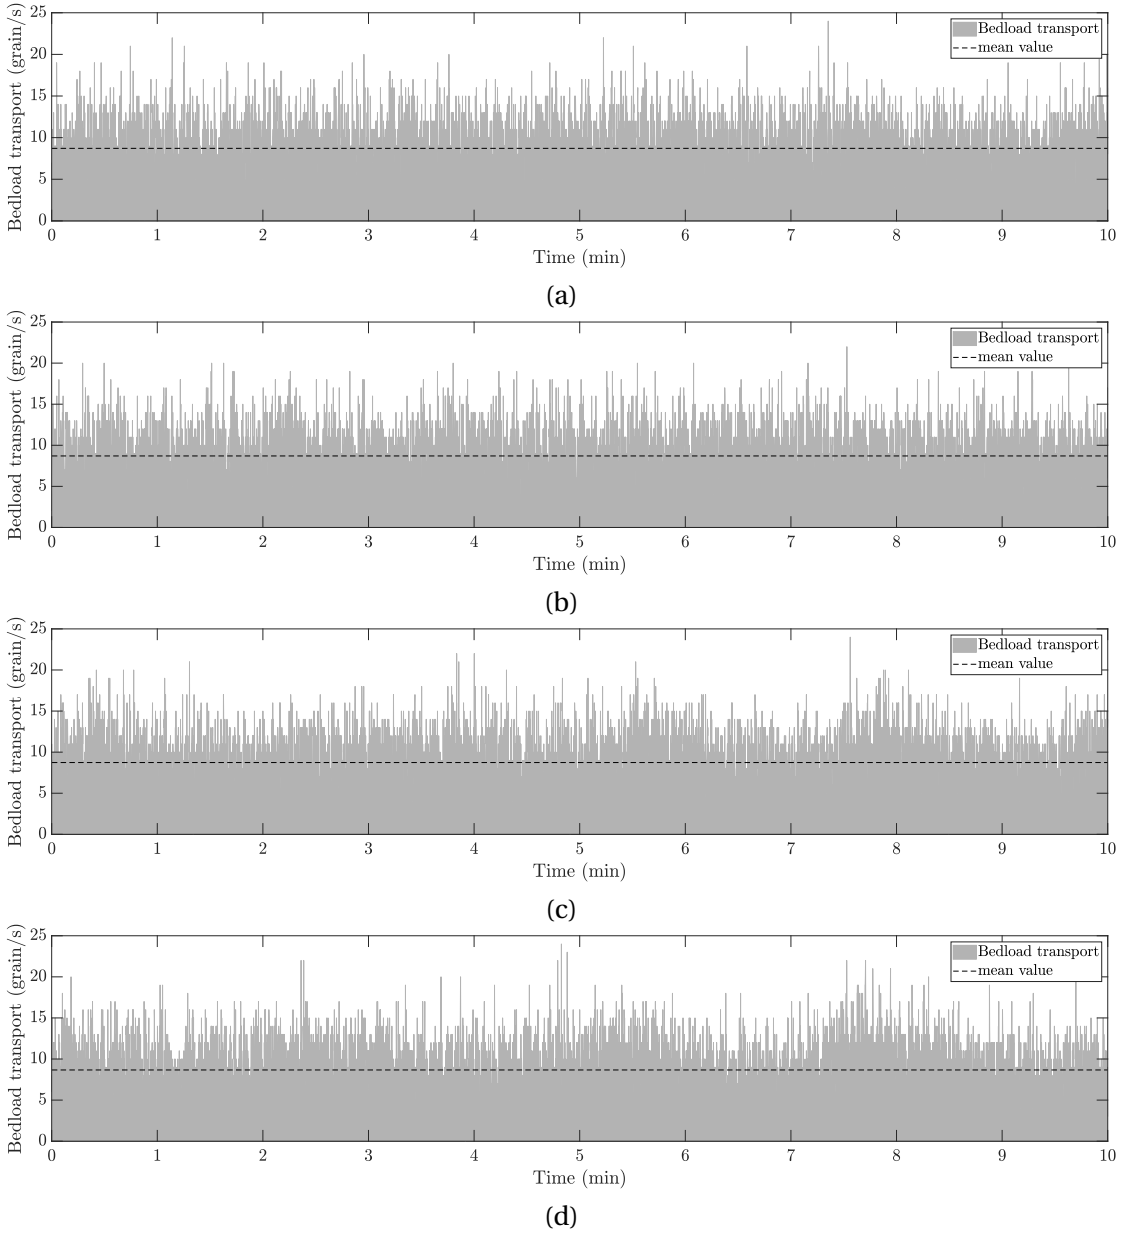 Bedload transport (grain/s)
25
20
15
10
5
0
Bedload transport
mean value
0 1 2 3 4 5 6 7 8 9 10
Time (min)
(a)
Bedload transport (grain/s)
25
20
15
10
5
0
Bedload transport
mean value
0 1 2 3 4 5 6 7 8 9 10
Time (min)
(b)
Bedload transport (grain/s)
25
20
15
10
5
0
Bedload transport
mean value
0 1 2 3 4 5 6 7 8 9 10
Time (min)
(c)
Bedload transport (grain/s)
25
20
15
10
5
0
Bedload transport
mean value
0 1 2 3 4 5 6 7 8 9 10
Time (min)
(d)